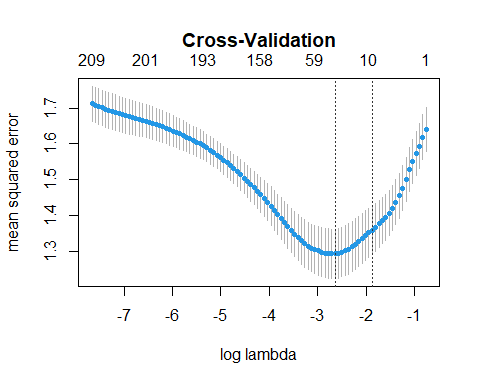 Cross-Validation
209 201 193 158 59 10 1
mean squared error
1.7
1.6
1.5
1.4
1.3
-7 -6 -5 -4 -3 -2 -1
log lambda